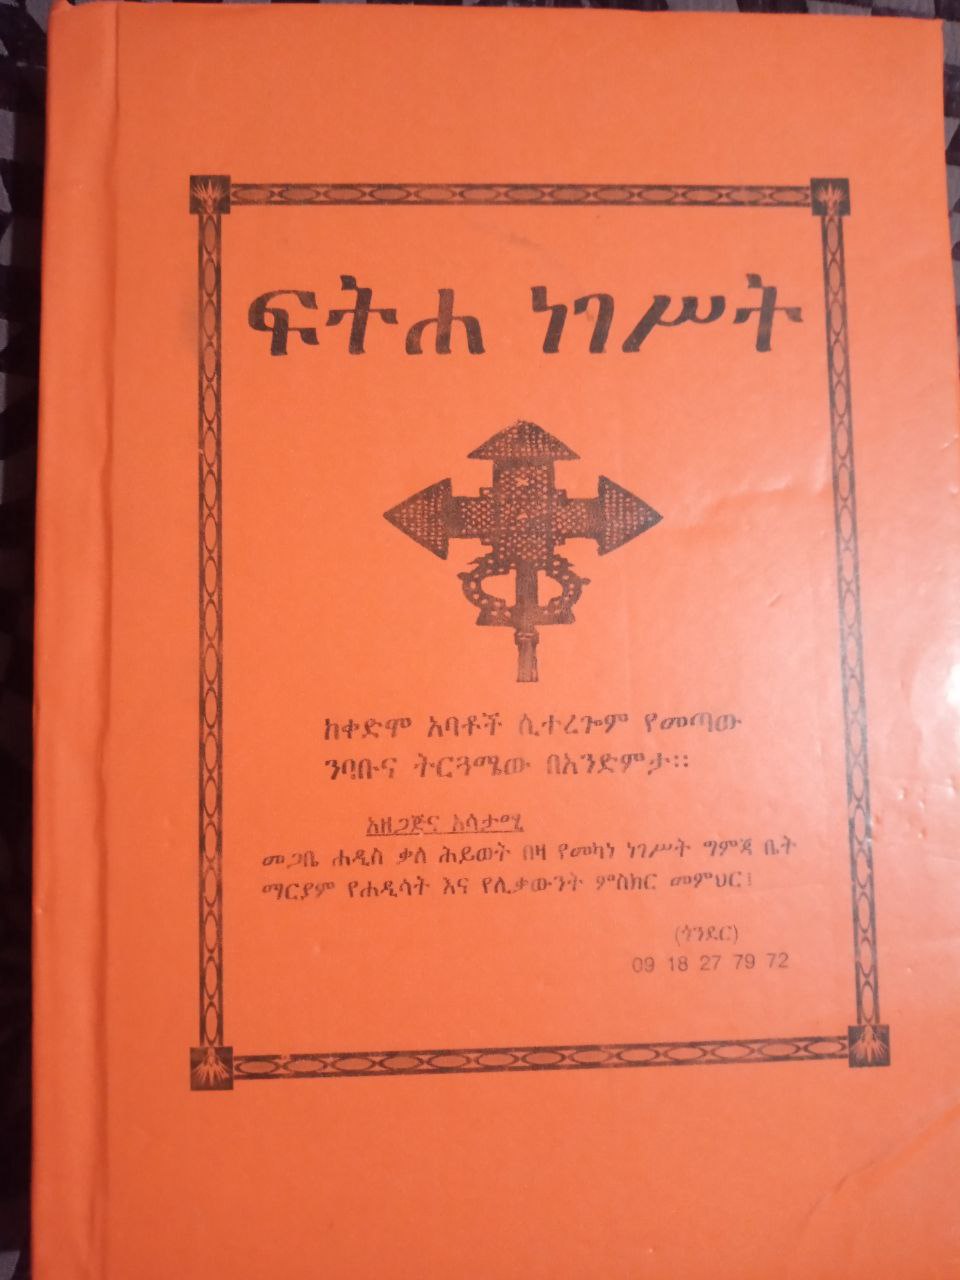 ፍትሐ ነገሥት
ከቀድሞ አባቶች ሲተረጐም የመጣው
ንባቡና ትርጓሜው በአንድምታ።
አዘጋጅና አሳታሚ
መጋቤ ሐዲስ ቃለ ሕይወት በዛ የመካነ ነገሥት ግምጃ ቤት
ማርያም የሐዲሳት እና የሊቃውንት ምስክር መምህር፤
(ጎንደር)
09 18 27 79 72